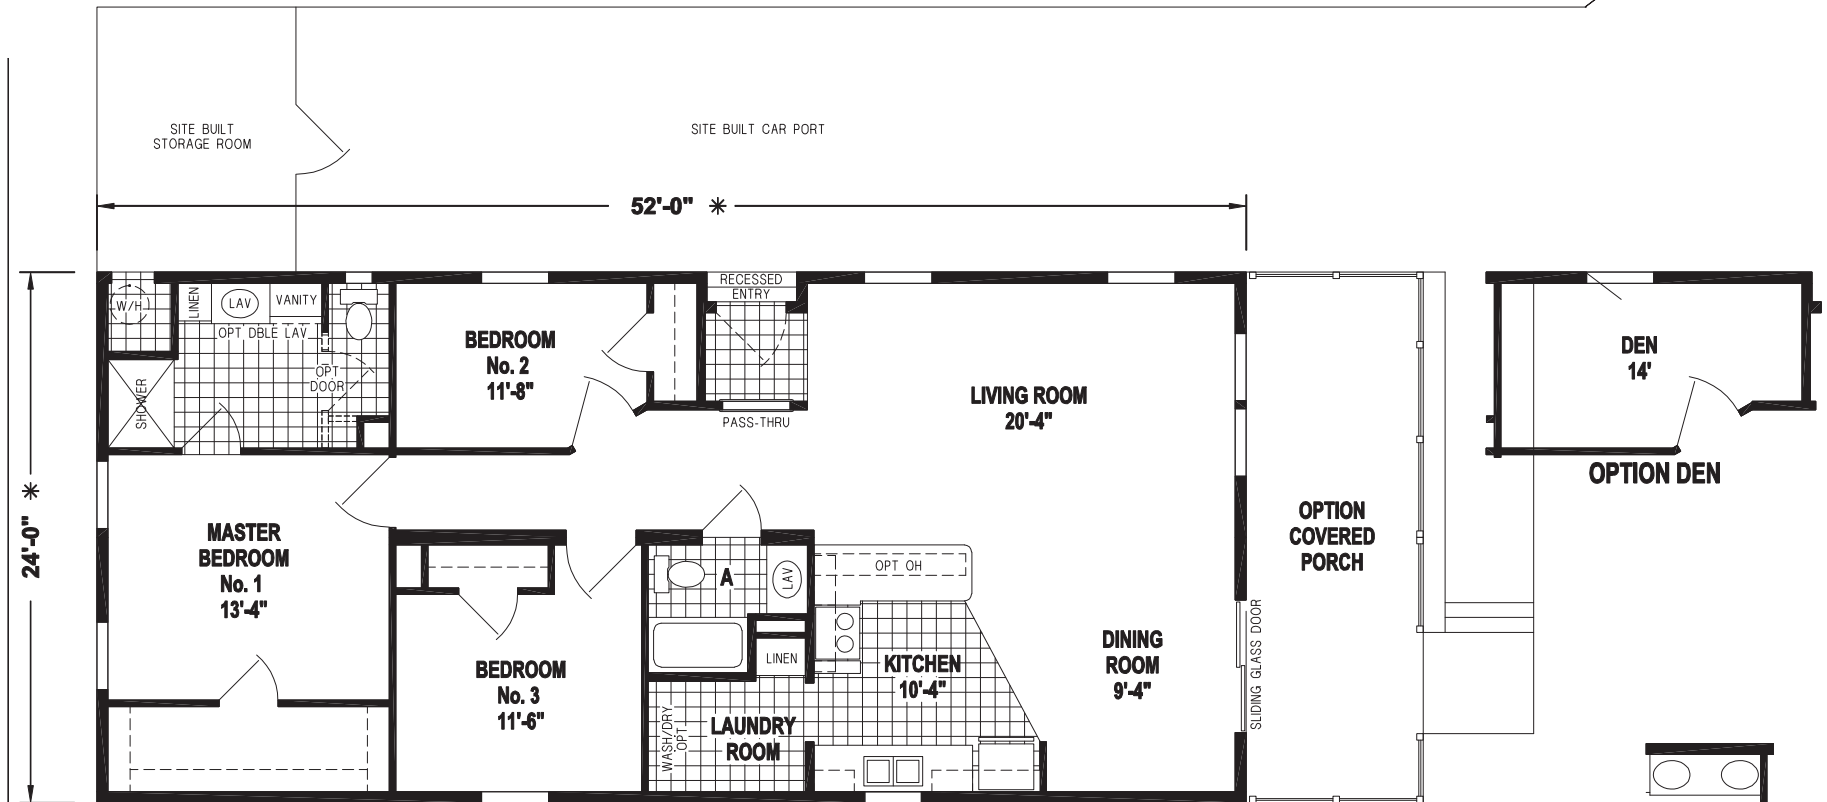 SITE BUILT
STORAGE ROOM
SITE BUILT CAR PORT
52'-0" *
24'-0" *
W/H
LINEN
LAV
VANITY
OPT DBLE LAV
OPT
DOOR
SHOWER
BEDROOM
No. 2
11'-8"
RECESSED
ENTRY
PASS-THRU
LIVING ROOM
20'-4"
DEN
14'
OPTION DEN
MASTER
BEDROOM
No. 1
13'-4"
BEDROOM
No. 3
11'-6"
A
LAV
LINEN
OPT OH
KITCHEN
10'-4"
LAUNDRY
ROOM
WASH/DRY
OPT
DINING
ROOM
9'-4"
SLIDING GLASS DOOR
OPTION
COVERED
PORCH